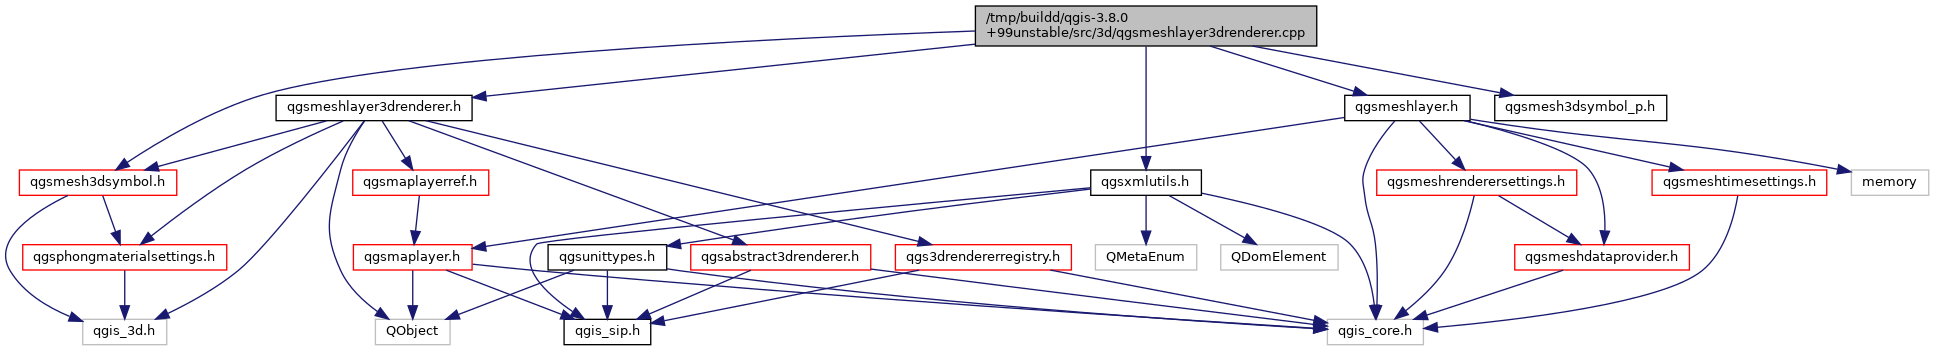 /tmp/buildd/qgis-3.8.0
+99unstable/src/3d/qgsmeshlayer3drenderer.cpp
qgsmeshlayer3drenderer.h
qgsmeshlayer.h
qgsmesh3dsymbol_p.h
qgsmesh3dsymbol.h
qgsmaplayerref.h
qgsxmlutils.h
qgsmeshrenderersettings.h
qgsmeshtimesettings.h
memory
qgsphongmaterialsettings.h
qgsmaplayer.h
qgsunittypes.h
qgsabstract3drenderer.h
qgs3drendererregistry.h
QMetaEnum
QDomElement
qgsmeshdataprovider.h
qgis_3d.h
QObject
qgis_sip.h
qgis_core.h